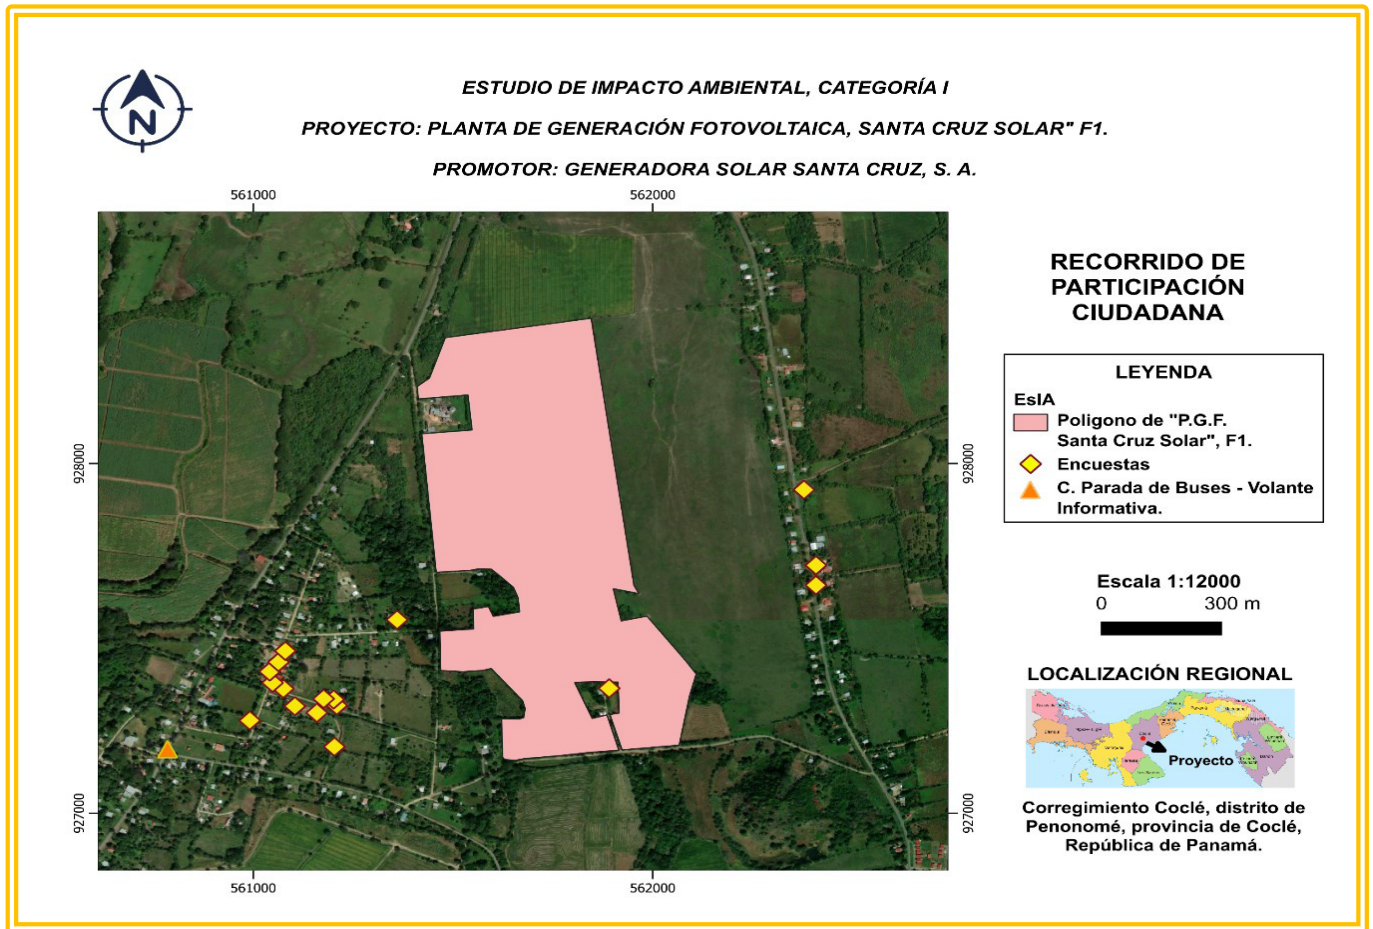 N
ESTUDIO DE IMPACTO AMBIENTAL, CATEGORÍA I
PROYECTO: PLANTA DE GENERACIÓN FOTOVOLTAICA, SANTA CRUZ SOLAR" F1.
PROMOTOR: GENERADORA SOLAR SANTA CRUZ, S. A.
561000
562000
928000
928000
927000
927000
561000
562000
RECORRIDO DE
PARTICIPACIÓN
CIUDADANA
LEYENDA
EsIA
Poligono de "P.G.F.
Santa Cruz Solar", F1.
Encuestas
C. Parada de Buses - Volante
Informativa.
Escala 1:12000
0
300 m
LOCALIZACIÓN REGIONAL
Proyecto
Corregimiento Coclé, distrito de
Penonomé, provincia de Coclé,
República de Panamá.